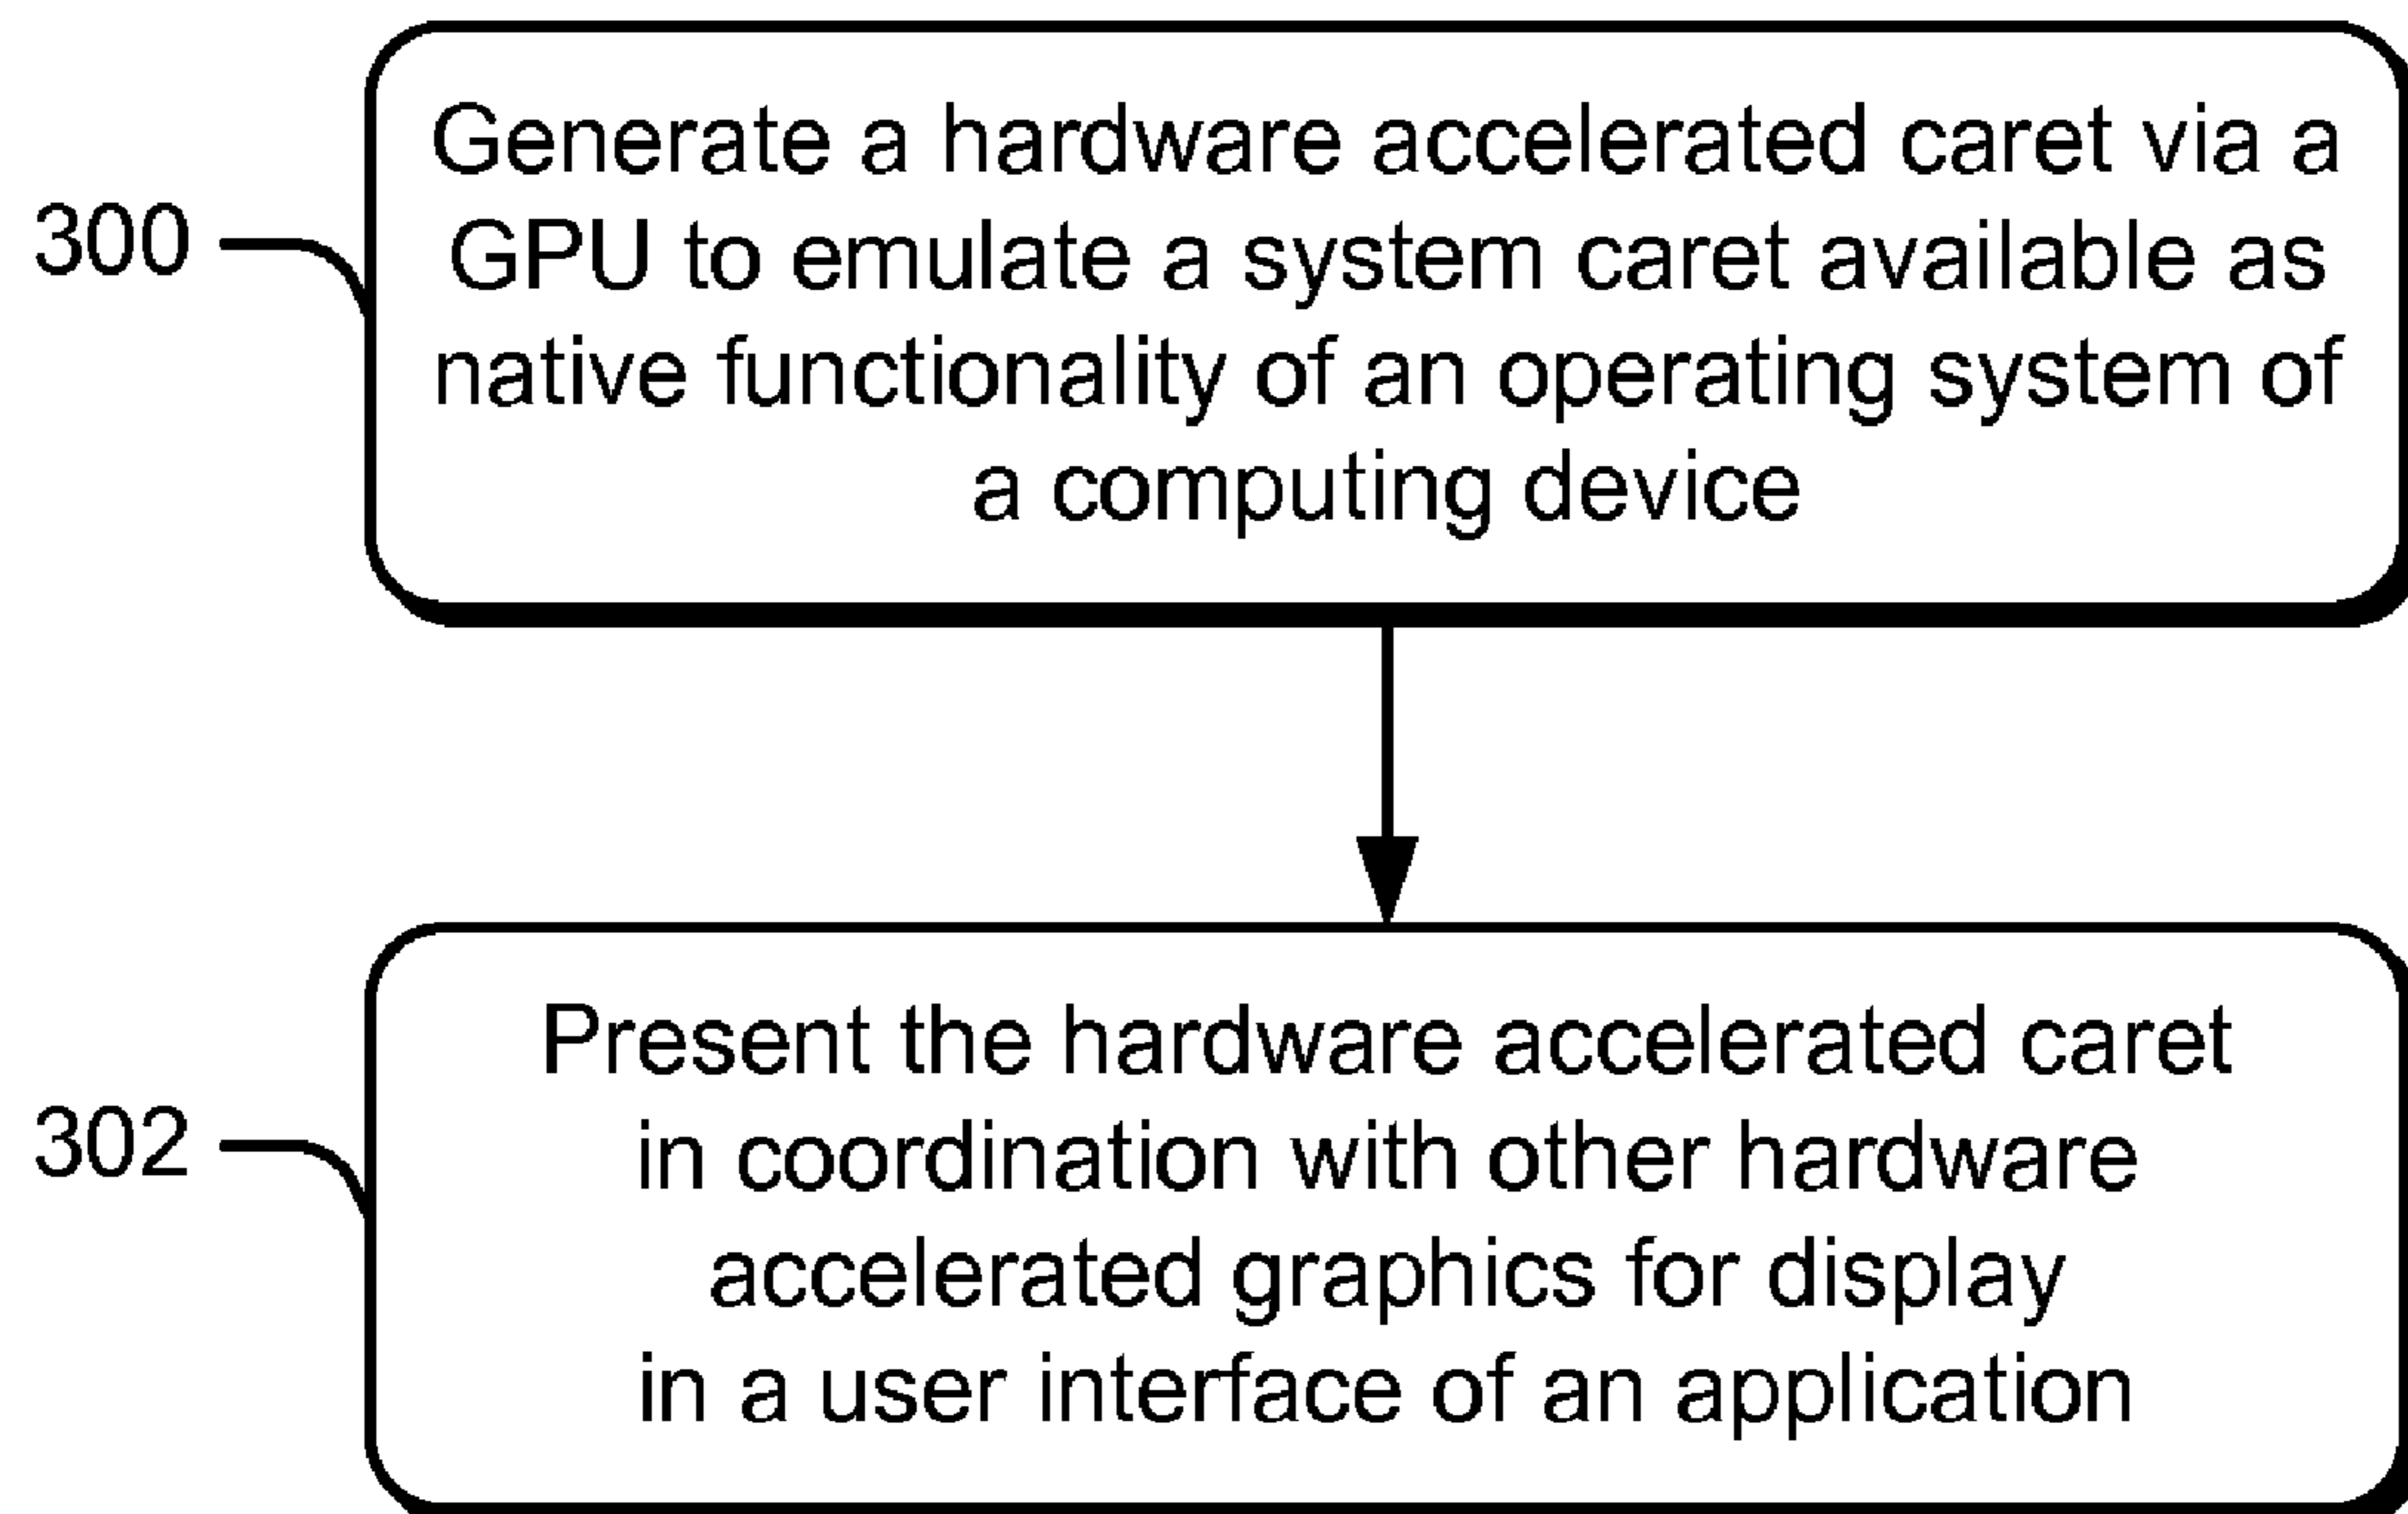 300
Generate a hardware accelerated caret via a
GPU to emulate a system caret available as
native functionality of an operating system of
a computing device
302
Present the hardware accelerated caret
in coordination with other hardware
accelerated graphics for display
in a user interface of an application